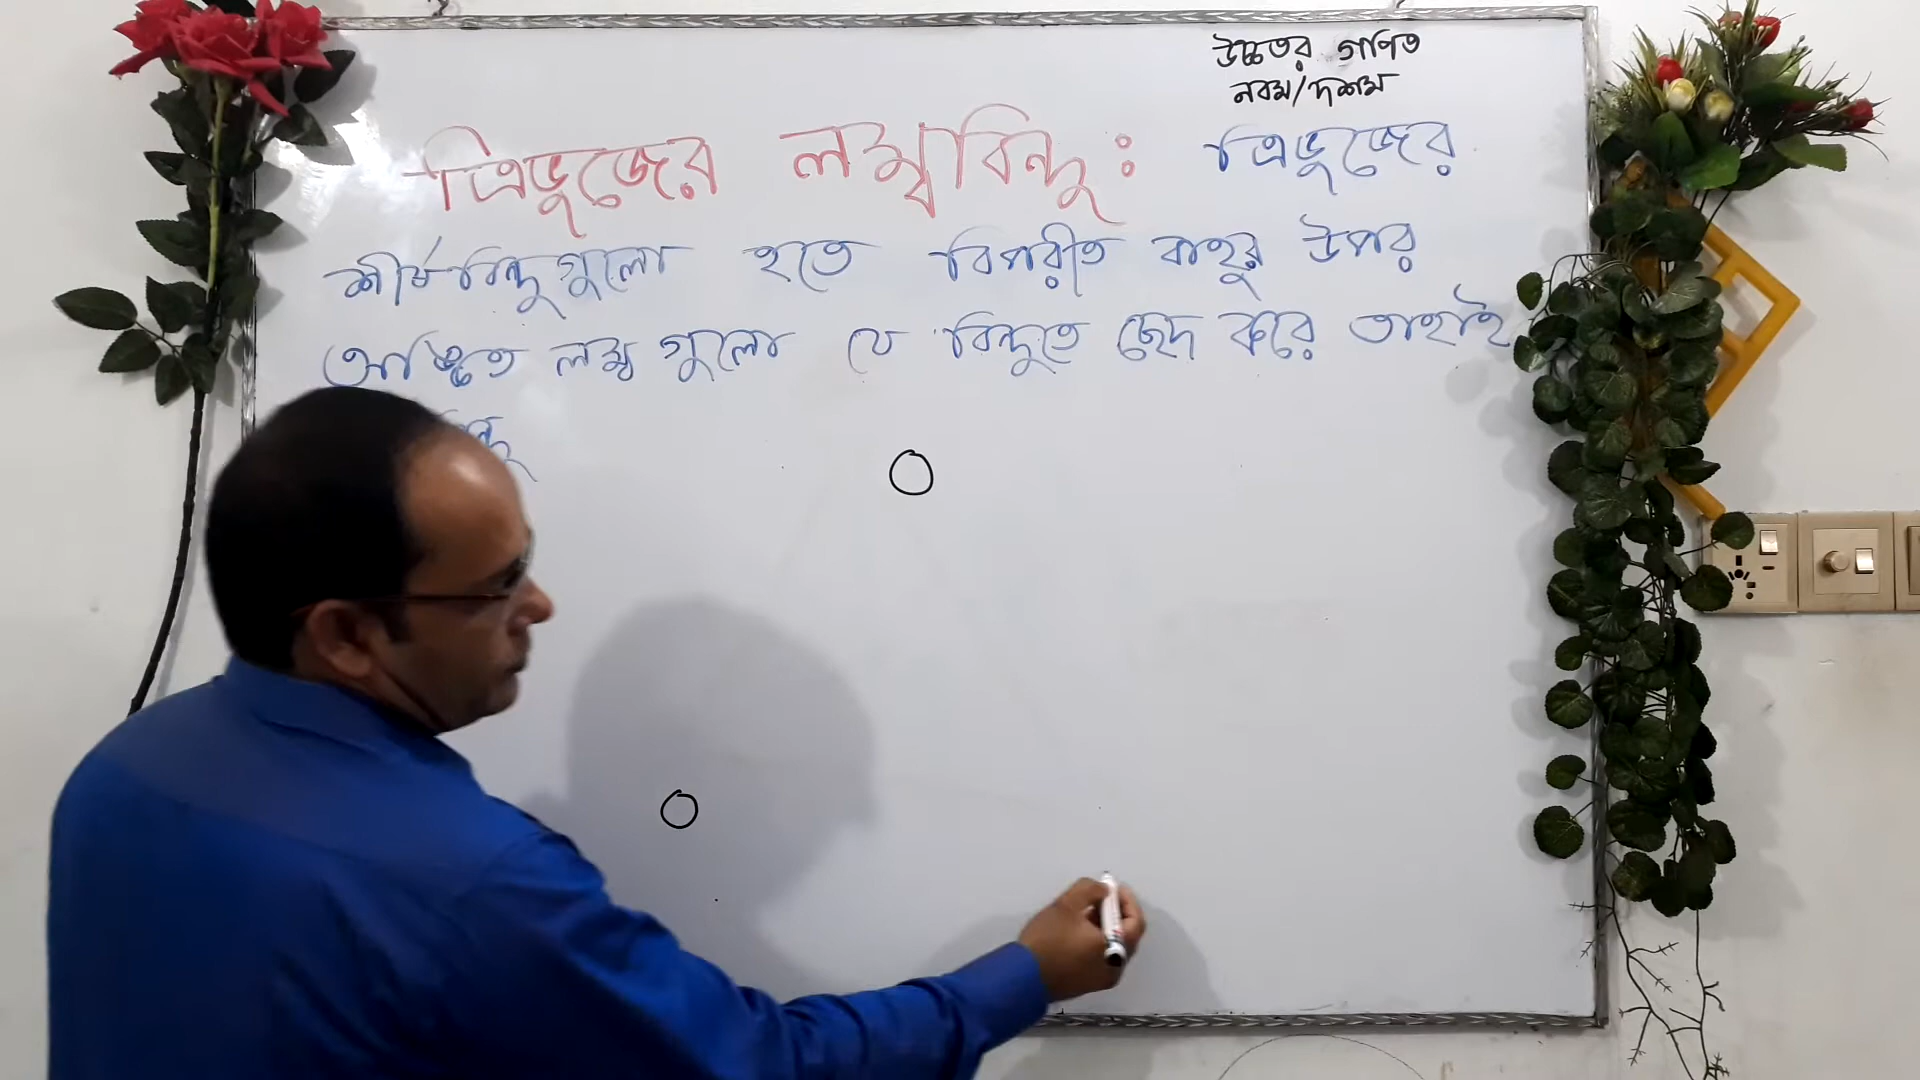 উচ্চতর গণিত
নবম/দশম
ত্রিভুজের লম্ববিন্দু: ত্রিভুজের
শীর্ষবিন্দুগুলো হতে বিপরীত বাহুর উপর
অঙ্কিত লম্ব গুলো যে বিন্দুতে ছেদ করে তাহাই